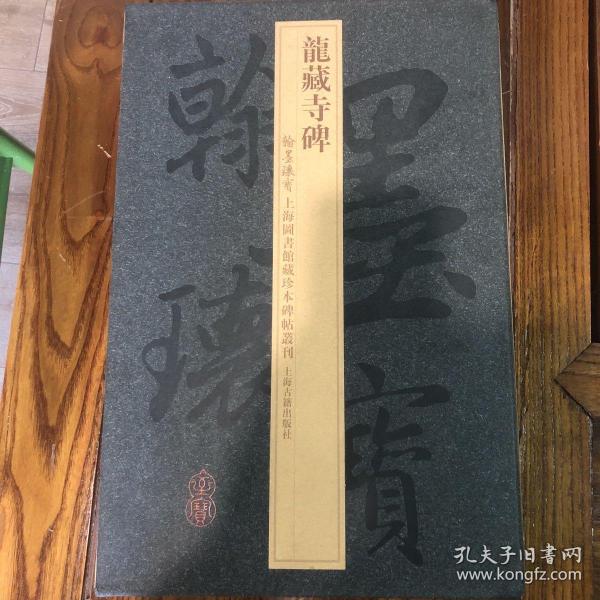 龍藏寺碑
翰墨瓌寶
上海圖書館藏珍本碑帖叢刊
上海古籍出版社
翰墨
瓌寶
孔夫子旧书网
www.kongfz.com